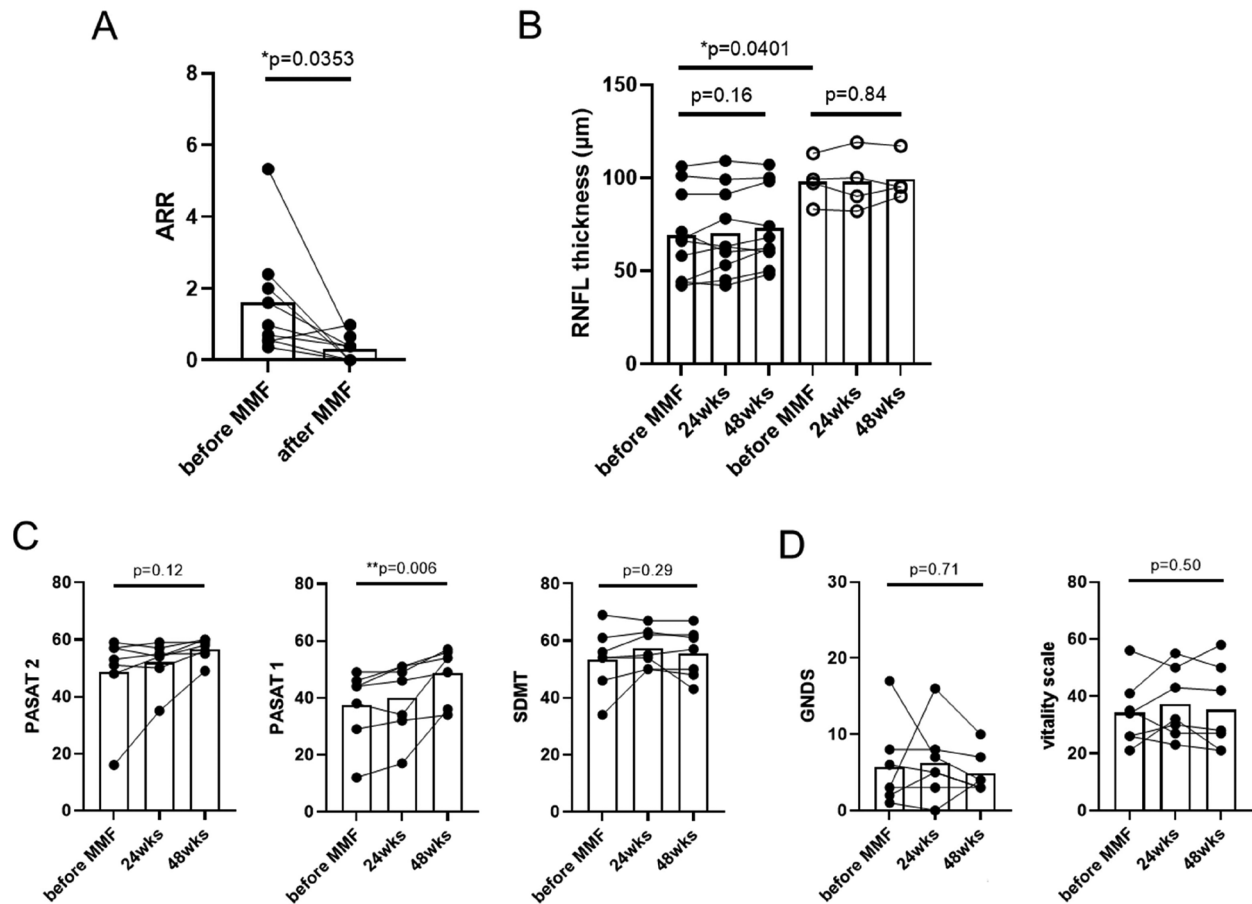 A
*p=0.0353
8
6
4
2
0
ARR
before MMF
after MMF
B
*p=0.0401
p=0.16
p=0.84
150
100
50
0
RNFL thickness (μm)
before MMF
24wks
48wks
before MMF
24wks
48wks
C
p=0.12
80
60
40
20
0
PASAT 2
before MMF
24wks
48wks
**p=0.006
80
60
40
20
0
PASAT 1
before MMF
24wks
48wks
p=0.29
80
60
40
20
0
SDMT
before MMF
24wks
48wks
D
p=0.71
30
20
10
0
GNDS
before MMF
24wks
48wks
p=0.50
80
60
40
20
0
vitality scale
before MMF
24wks
48wks